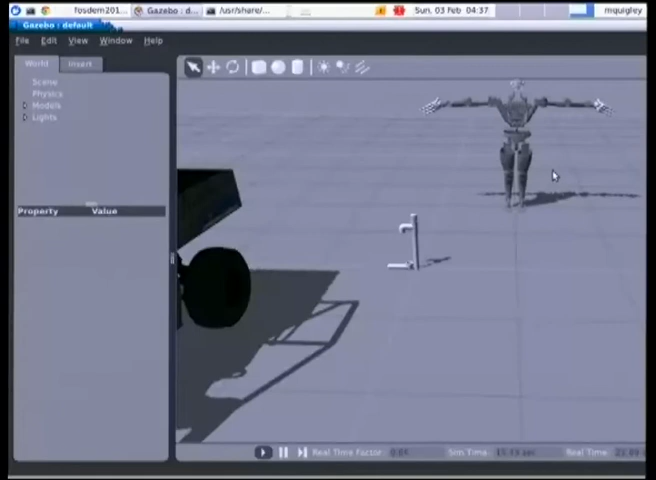 fosdem201... Gazebo : d... /usr/share/... Sun, 03 Feb 04:37 mquigley
Gazebo : default
File Edit View Window Help
World Insert
Scene
Physics
Models
Lights
Property Value
Real Time Factor: Sim Time: Real Time: